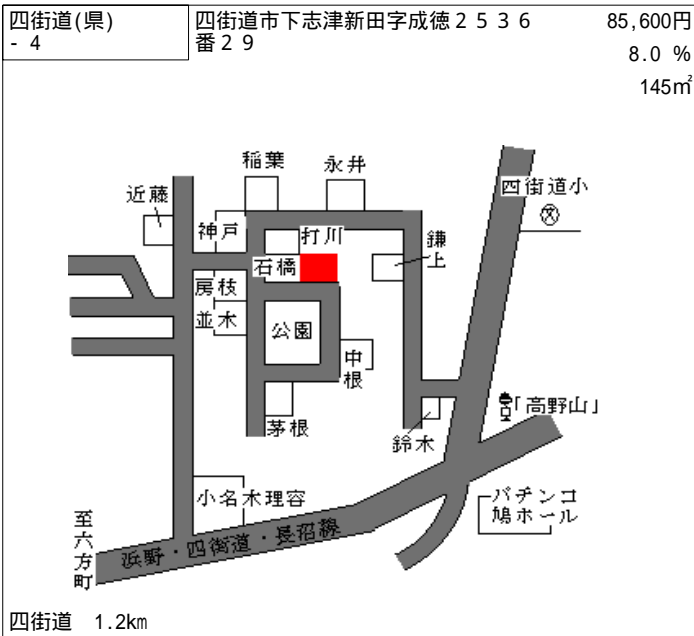 四街道(県)
- 4
四街道市下志津新田字成徳２５３６
番２９
85,600円
8.0 %
145㎡
稲葉
永井
近藤
四街道小
神戸
打川
鎌上
石橋
房枝
並木
公園
中根
「高野山」
茅根
鈴木
小名木理容
パチンコ
鳩ホール
至六方町
浜野・四街道・長沼線
四街道 1.2km